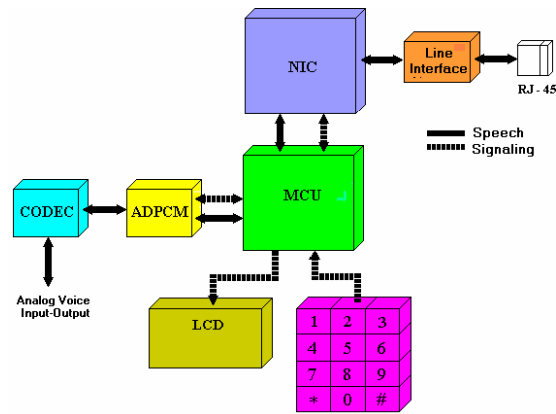 NIC
Line
Interface
RJ - 45
Speech
Signaling
MCU
CODEC
ADPCM
Analog Voice
Input-Output
LCD
1 2 3
4 5 6
7 8 9
* 0 #